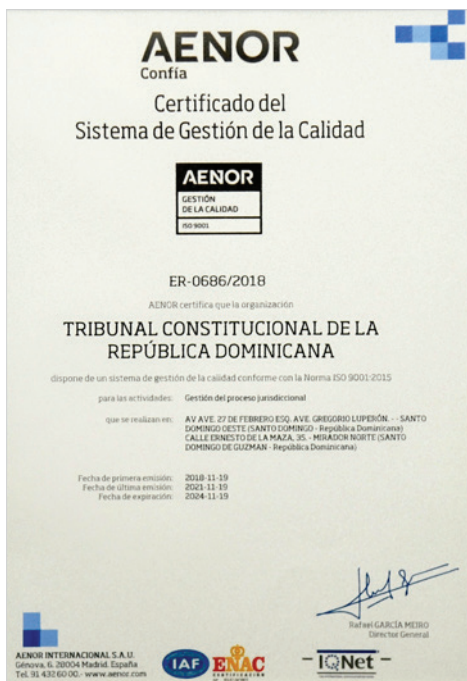 AENOR
Confía
Certificado del
Sistema de Gestión de la Calidad
AENOR
GESTIÓN
DE LA CALIDAD
ISO 9001
ER-0686/2018
AENOR certifica que la organización
TRIBUNAL CONSTITUCIONAL DE LA
REPÚBLICA DOMINICANA
dispone de un sistema de gestión de la calidad conforme con la Norma ISO 9001:2015
para las actividades: Gestión del proceso jurisdiccional
que se realizan en: AV AVE. 27 DE FEBRERO ESQ. AVE. GREGORIO LUPERÓN. - - SANTO
DOMINGO OESTE (SANTO DOMINGO - República Dominicana)
CALLE ERNESTO DE LA MAZA, 35. - MIRADOR NORTE (SANTO
DOMINGO DE GUZMÁN - República Dominicana)
Fecha de primera emisión: 2018-11-19
Fecha de última emisión: 2021-11-19
Fecha de expiración: 2024-11-19
Rafael GARCÍA MEIRO
Director General
AENOR INTERNACIONAL S.A.U.
Génova, 6. 28004 Madrid. España
Tel. 91 432 60 00.- www.aenor.com
IAF
ENAC
CERTIFICACIÓN
- IQNet -